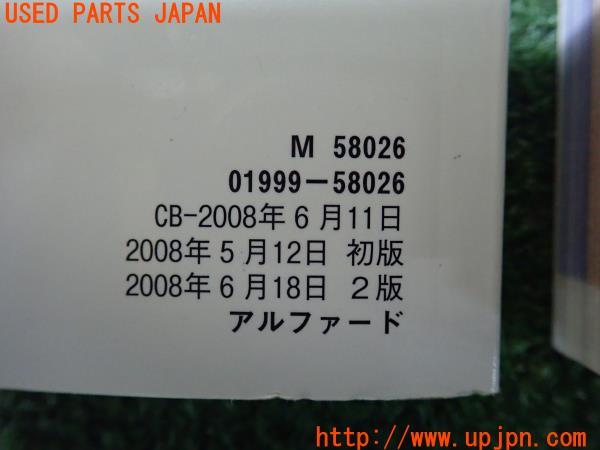 USED PARTS JAPAN
M 58026
01999-58026
CB-2008年6月11日
2008年5月12日 初版
2008年6月18日 2版
アルファード
http://www.upjpn.com